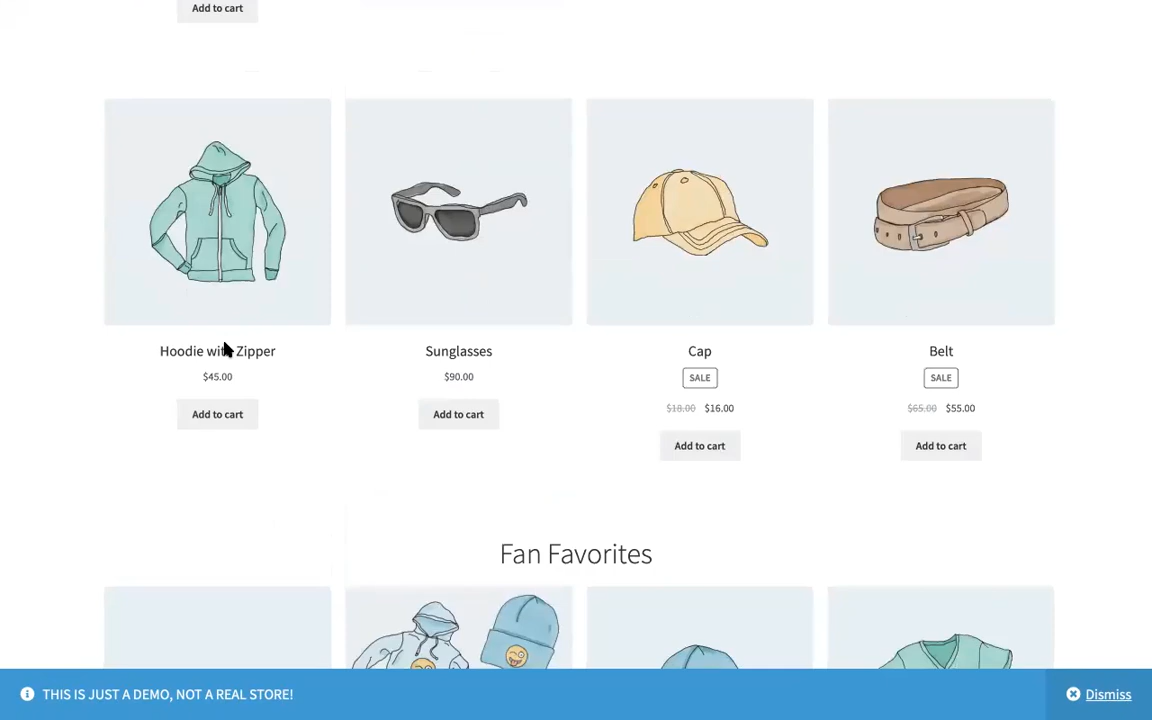 Add to cart
Hoodie with Zipper
$45.00
Add to cart
Sunglasses
$90.00
Add to cart
Cap
SALE
$18.00 $16.00
Add to cart
Belt
SALE
$65.00 $55.00
Add to cart
Fan Favorites
THIS IS JUST A DEMO, NOT A REAL STORE!
Dismiss